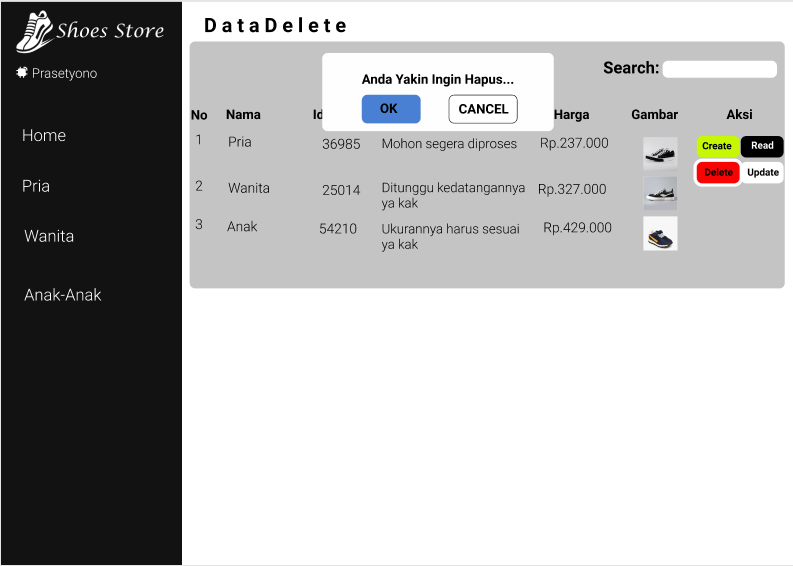 Shoes Store
Prasetyono
Home
Pria
Wanita
Anak-Anak
DataDelete
Search:
Anda Yakin Ingin Hapus...
OK CANCEL
No Nama Id Harga Gambar Aksi
1 Pria 36985 Mohon segera diproses Rp.237.000 Create Read
Delete Update
2 Wanita 25014 Ditunggu kedatangannya Rp.327.000
ya kak
3 Anak 54210 Ukurannya harus sesuai Rp.429.000
ya kak